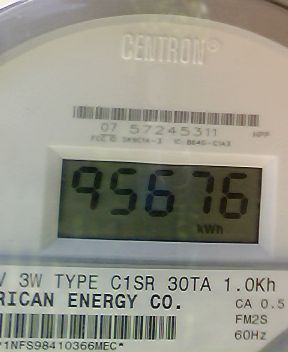 CENTRON®
07 57245311
95676
kWh
V 3W TYPE C1SR 30TA 1.0Kh
RICAN ENERGY CO.
CA 0.5
FM2S
60Hz
*1NFS98410366MEC*